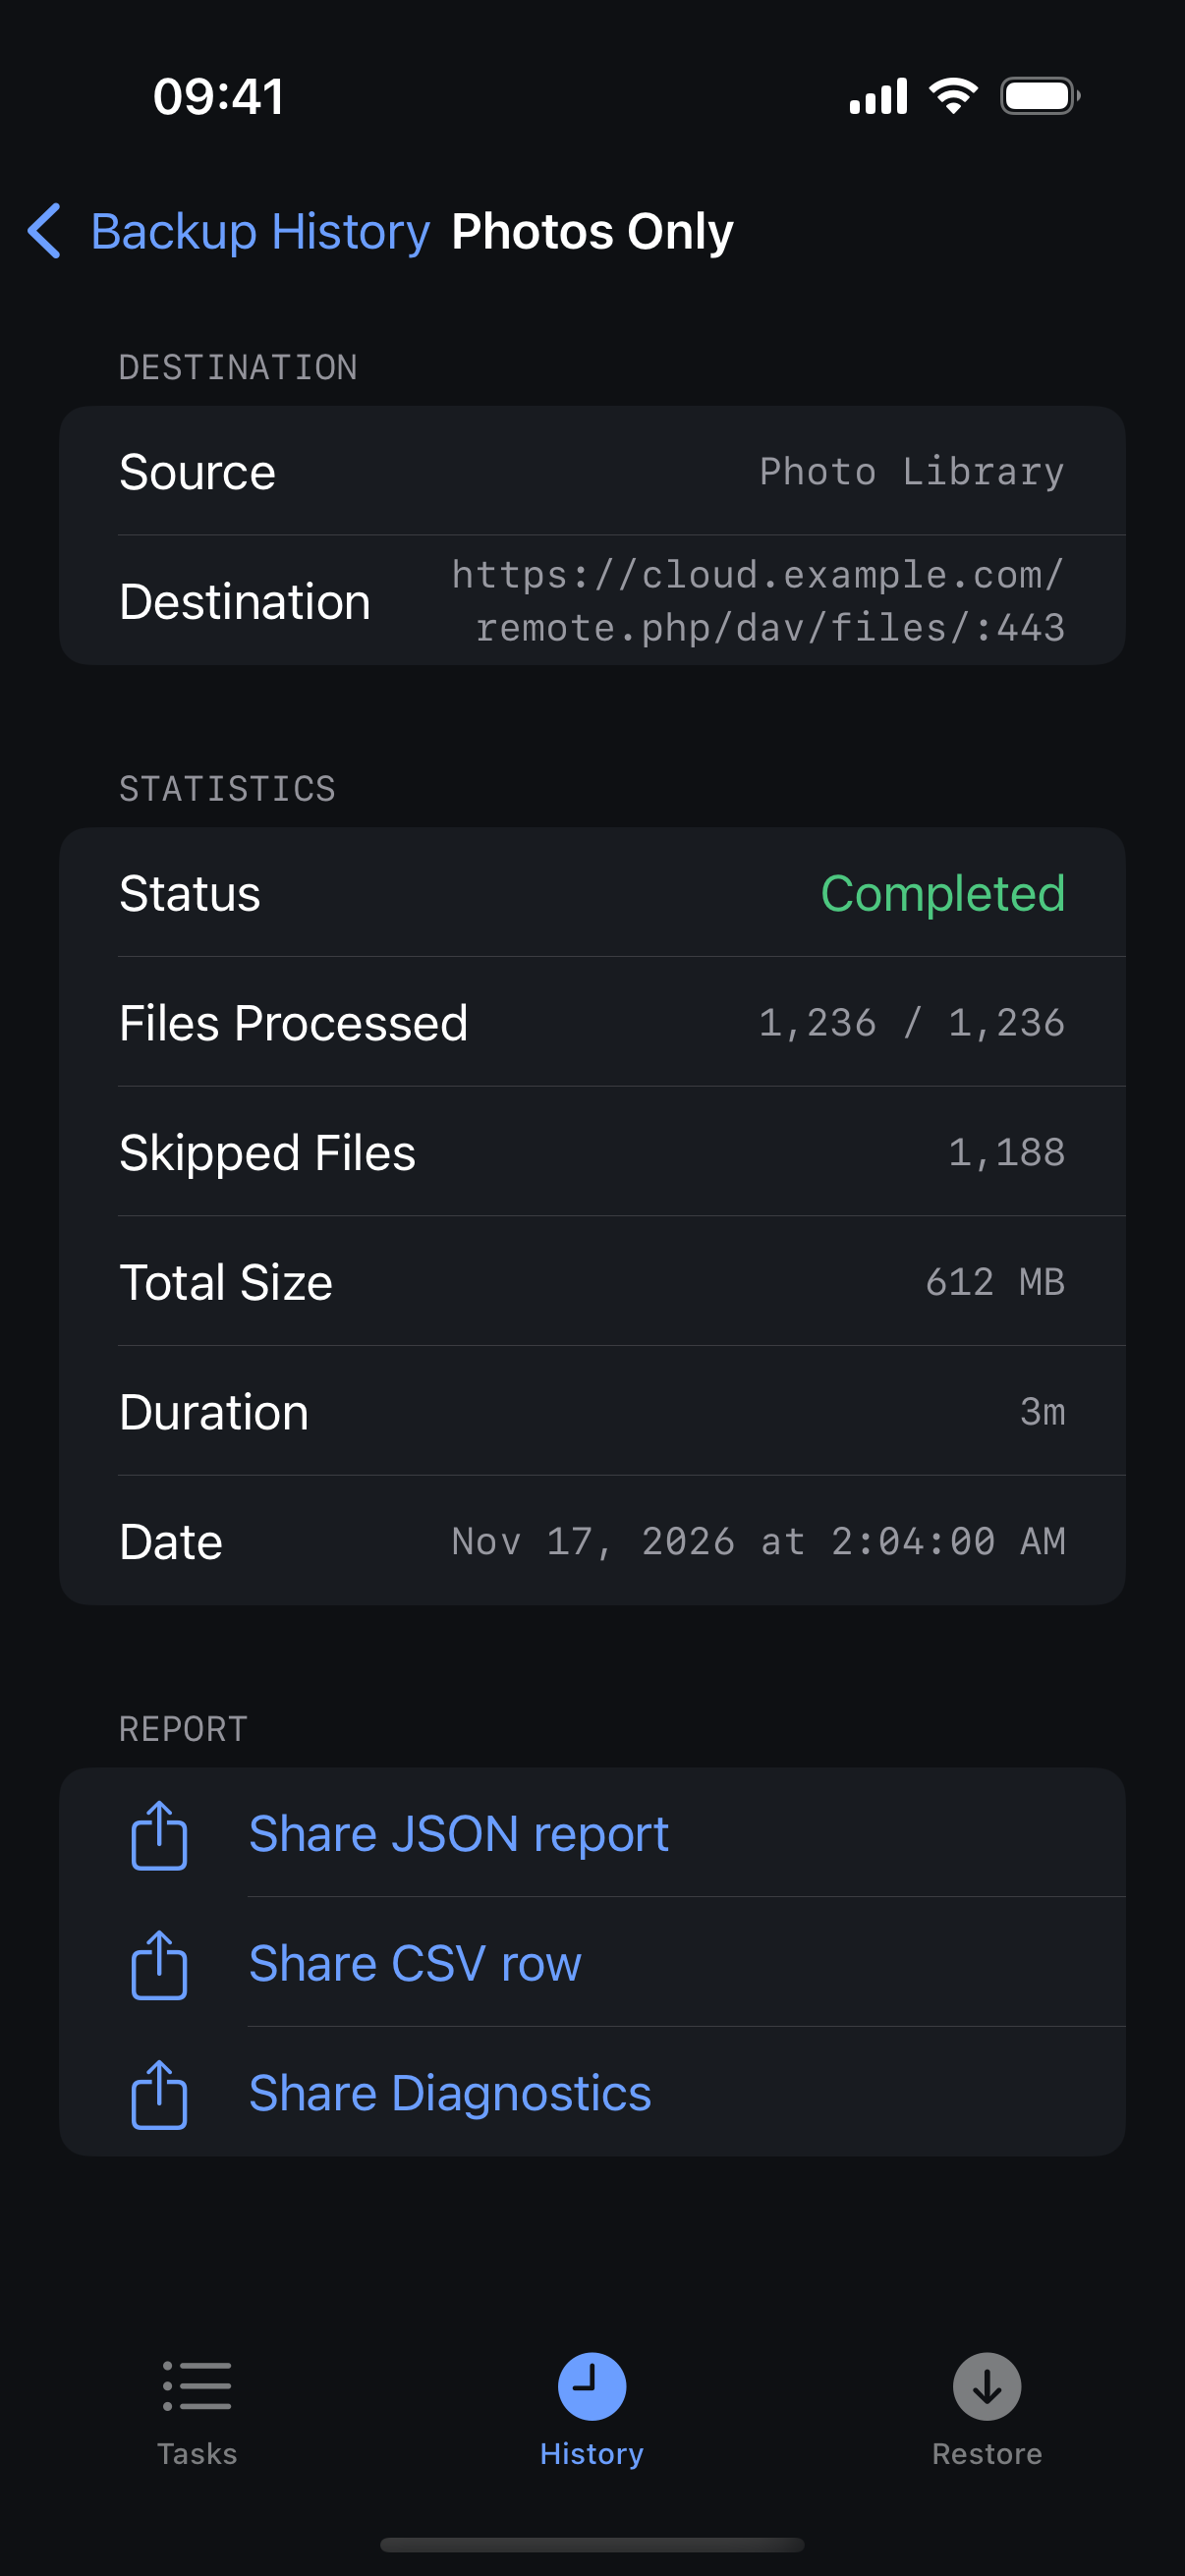 09:41
Backup History Photos Only
DESTINATION
Source Photo Library
Destination https://cloud.example.com/
remote.php/dav/files/:443
STATISTICS
Status Completed
Files Processed 1,236 / 1,236
Skipped Files 1,188
Total Size 612 MB
Duration 3m
Date Nov 17, 2026 at 2:04:00 AM
REPORT
Share JSON report
Share CSV row
Share Diagnostics
Tasks History Restore